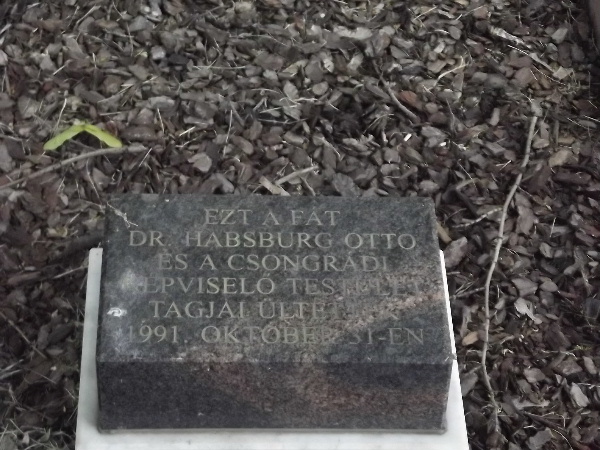 EZT A FÁT
DR. HABSBURG OTTÓ
ÉS A CSONGRÁDI
KÉPVISELŐ TESTÜLET
TAGJAI ÜLTETTÉK
1991. OKTÓBER 31-ÉN